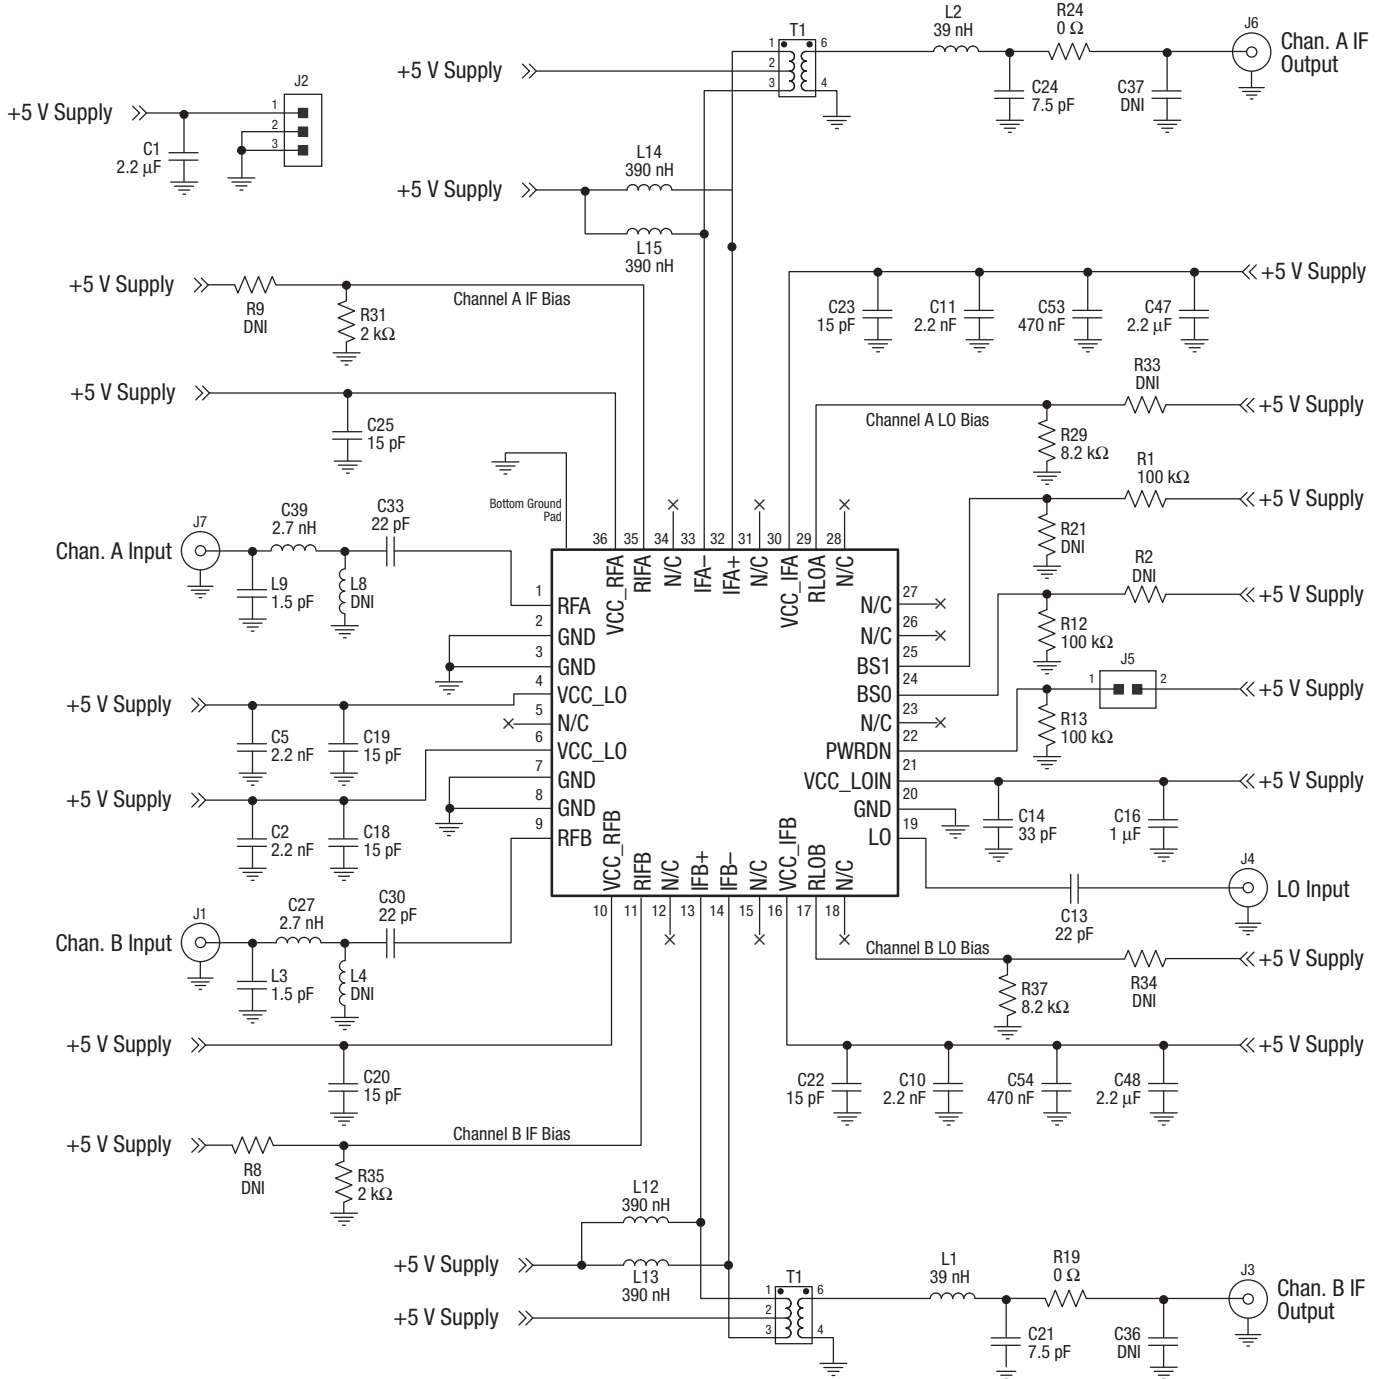 T1
1
2
3
6
4
L2
39 nH
R24
0 Ω
J6
Chan. A IF
Output
C24
7.5 pF
C37
DNI
+5 V Supply
J2
1
2
3
+5 V Supply
C1
2.2 μF
L14
390 nH
+5 V Supply
L15
390 nH
+5 V Supply
R9
DNI
R31
2 kΩ
Channel A IF Bias
+5 V Supply
C23
15 pF
C11
2.2 nF
C53
470 nF
C47
2.2 μF
+5 V Supply
C25
15 pF
R33
DNI
+5 V Supply
Channel A LO Bias
R29
8.2 kΩ
R1
100 kΩ
+5 V Supply
R21
DNI
R2
DNI
+5 V Supply
R12
100 kΩ
J5
1
2
+5 V Supply
R13
100 kΩ
Bottom Ground
Pad
J7
Chan. A Input
C39
2.7 nH
C33
22 pF
L9
1.5 pF
L8
DNI
36
35
34
33
32
31
30
29
28
VCC_RFA
RIFA
N/C
IFA–
IFA+
N/C
VCC_IFA
RLOA
N/C
1
RFA
2
GND
3
GND
4
VCC_LO
5
N/C
6
VCC_LO
7
GND
8
GND
9
RFB
27
N/C
26
N/C
25
BS1
24
BS0
23
N/C
22
PWRDN
21
VCC_LOIN
20
GND
19
LO
VCC_RFB
RIFB
N/C
IFB+
IFB–
N/C
VCC_IFB
RLOB
N/C
10
11
12
13
14
15
16
17
18
+5 V Supply
C5
2.2 nF
C19
15 pF
+5 V Supply
C2
2.2 nF
C18
15 pF
+5 V Supply
C14
33 pF
C16
1 μF
J4
LO Input
C13
22 pF
J1
Chan. B Input
C27
2.7 nH
C30
22 pF
L3
1.5 pF
L4
DNI
Channel B LO Bias
+5 V Supply
R37
8.2 kΩ
R34
DNI
+5 V Supply
C20
15 pF
+5 V Supply
C22
15 pF
C10
2.2 nF
C54
470 nF
C48
2.2 μF
+5 V Supply
R8
DNI
R35
2 kΩ
Channel B IF Bias
L12
390 nH
+5 V Supply
L13
390 nH
+5 V Supply
T1
1
2
3
6
4
L1
39 nH
R19
0 Ω
J3
Chan. B IF
Output
C21
7.5 pF
C36
DNI